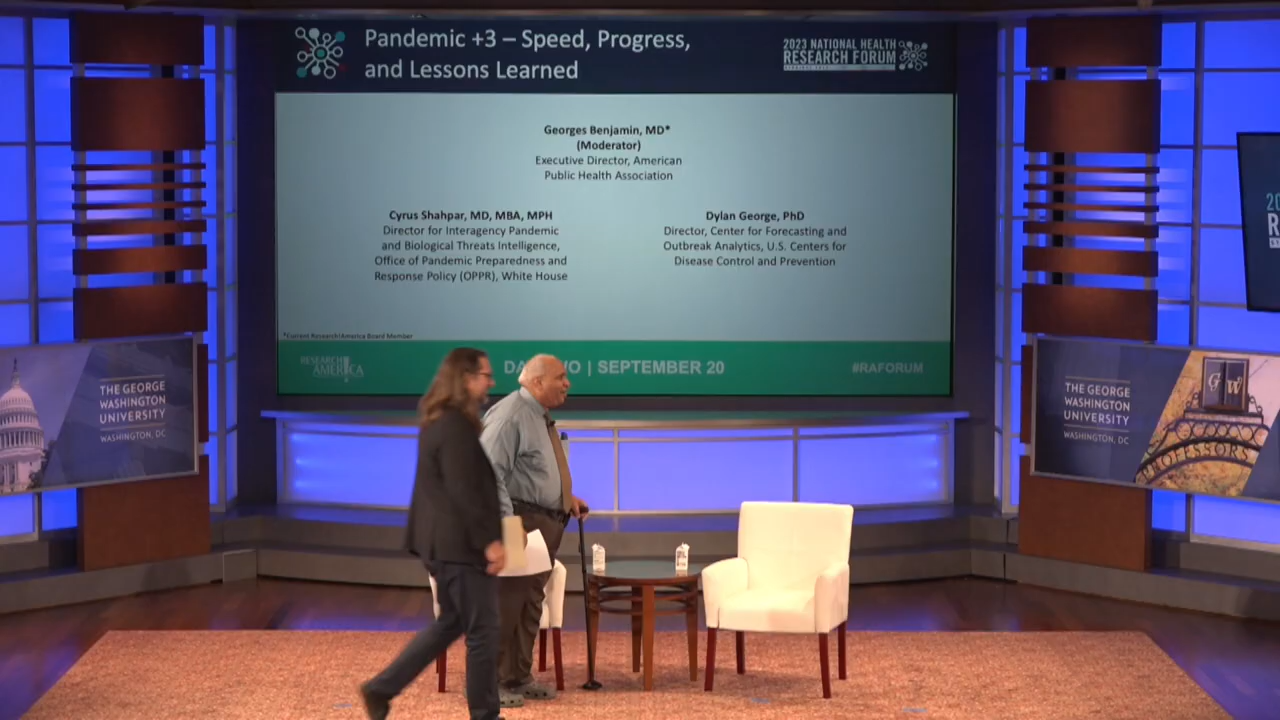 Pandemic +3 – Speed, Progress,
and Lessons Learned
2023 NATIONAL HEALTH
RESEARCH FORUM
Georges Benjamin, MD*
(Moderator)
Executive Director, American
Public Health Association
Cyrus Shahpar, MD, MBA, MPH
Director for Interagency Pandemic
and Biological Threats Intelligence,
Office of Pandemic Preparedness and
Response Policy (OPPR), White House
Dylan George, PhD
Director, Center for Forecasting and
Outbreak Analytics, U.S. Centers for
Disease Control and Prevention
*Current Research!America Board Member
RESEARCH
AMERICA
| SEPTEMBER 20
#RAFORUM
THE GEORGE
WASHINGTON
UNIVERSITY
WASHINGTON, DC
THE GEORGE
WASHINGTON
UNIVERSITY
WASHINGTON, DC
G W
PROFESSORS